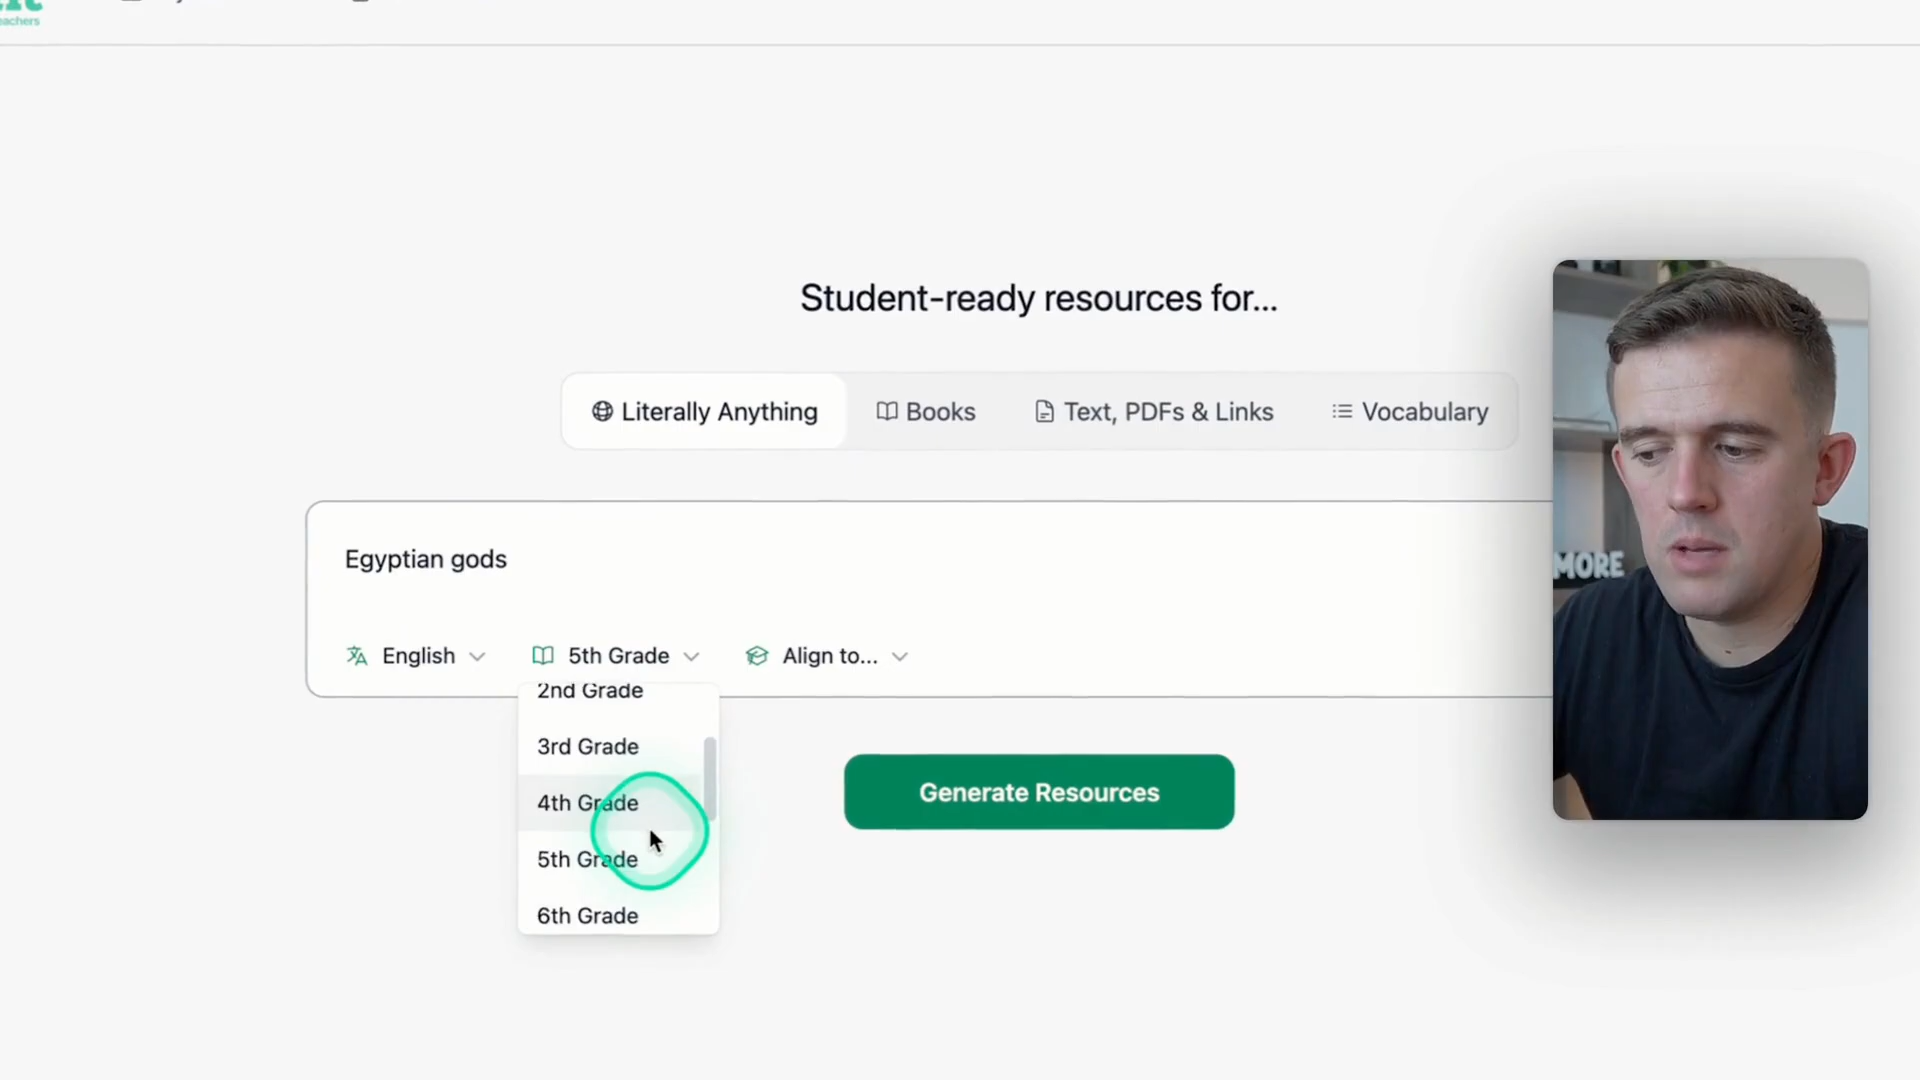 eachers
Student-ready resources for...
Literally Anything
Books
Text, PDFs & Links
Vocabulary
Egyptian gods
English
5th Grade
Align to...
2nd Grade
3rd Grade
4th Grade
5th Grade
6th Grade
Generate Resources
MORE